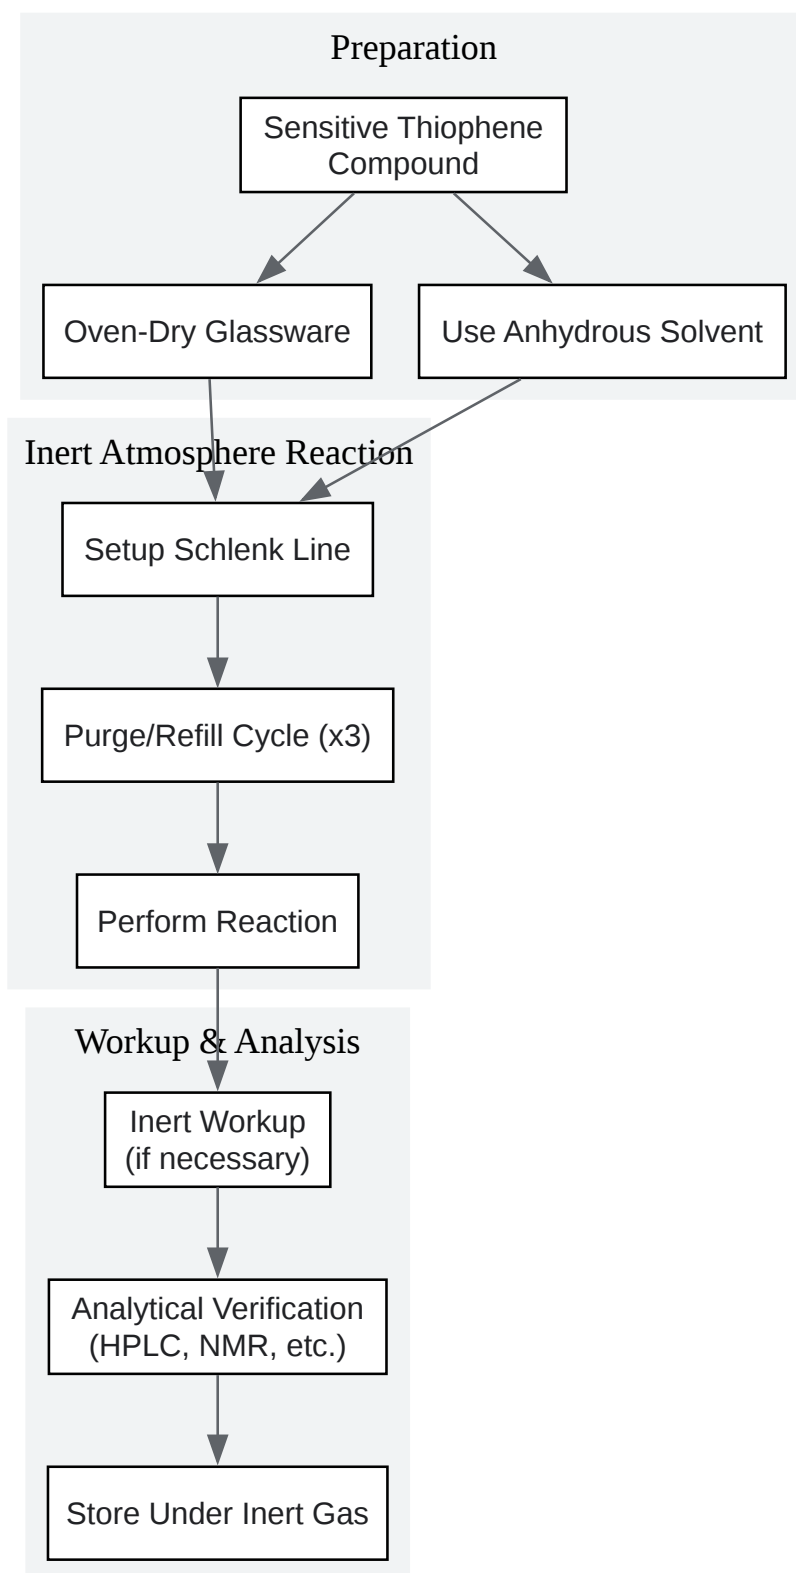 Preparation
Sensitive Thiophene
Compound
Oven-Dry Glassware
Use Anhydrous Solvent
Inert Atmosphere Reaction
Setup Schlenk Line
Purge/Refill Cycle (x3)
Perform Reaction
Workup & Analysis
Inert Workup
(if necessary)
Analytical Verification
(HPLC, NMR, etc.)
Store Under Inert Gas